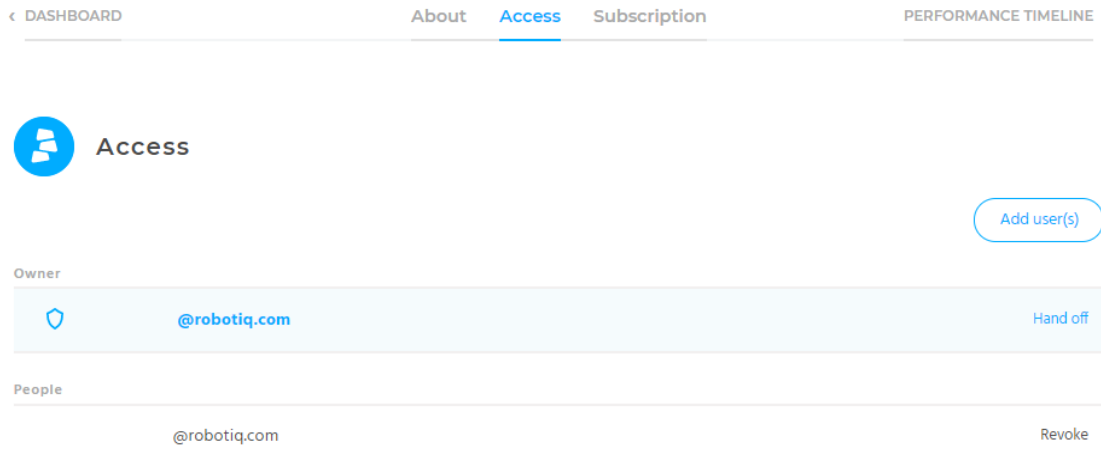 ‹ DASHBOARD About Access Subscription PERFORMANCE TIMELINE
Access
Add user(s)
Owner
@robotiq.com Hand off
People
@robotiq.com Revoke